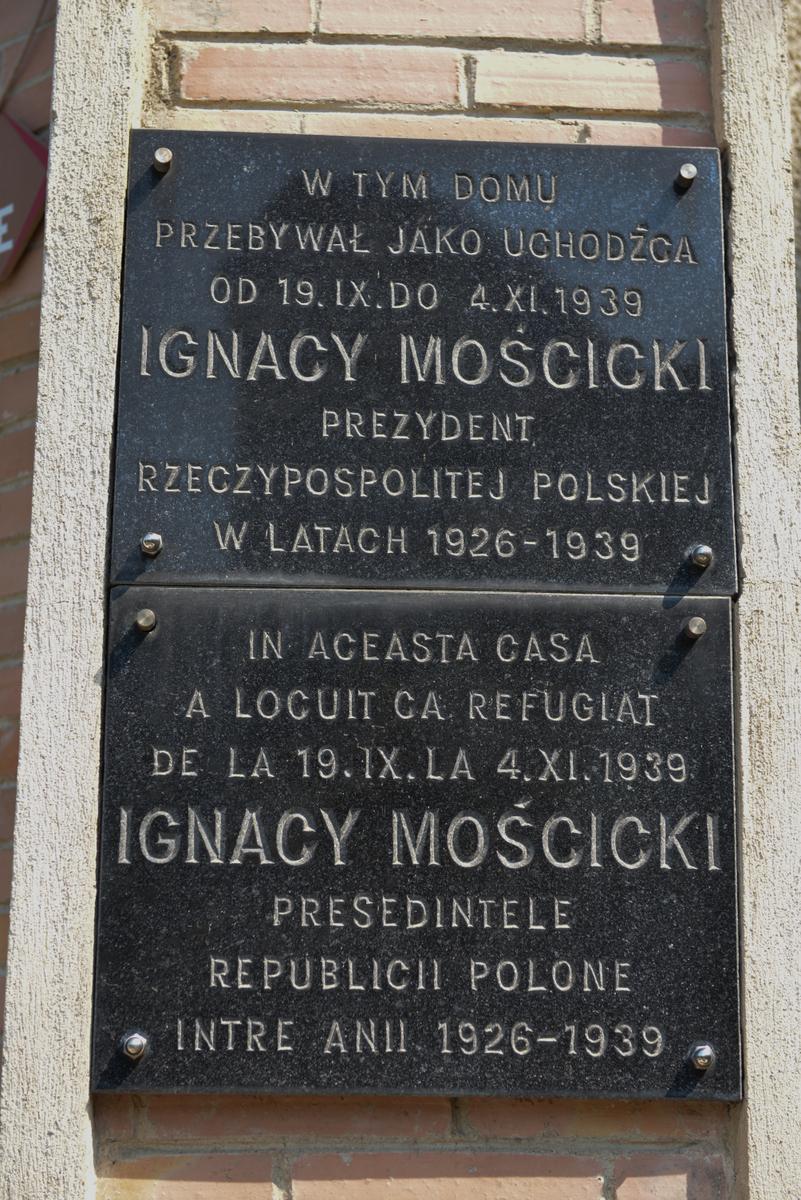 W TYM DOMU
PRZEBYWAŁ JAKO UCHODŹCA
OD 19.IX.DO 4.XI.1939
IGNACY MOŚCICKI
PREZYDENT
RZECZYPOSPOLITEJ POLSKIEJ
W LATACH 1926-1939
IN ACEASTA CASA
A LOCUIT CA REFUGIAT
DE LA 19.IX.LA 4.XI.1939
IGNACY MOŚCICKI
PRESEDINTELE
REPUBLICII POLONE
INTRE ANII 1926-1939